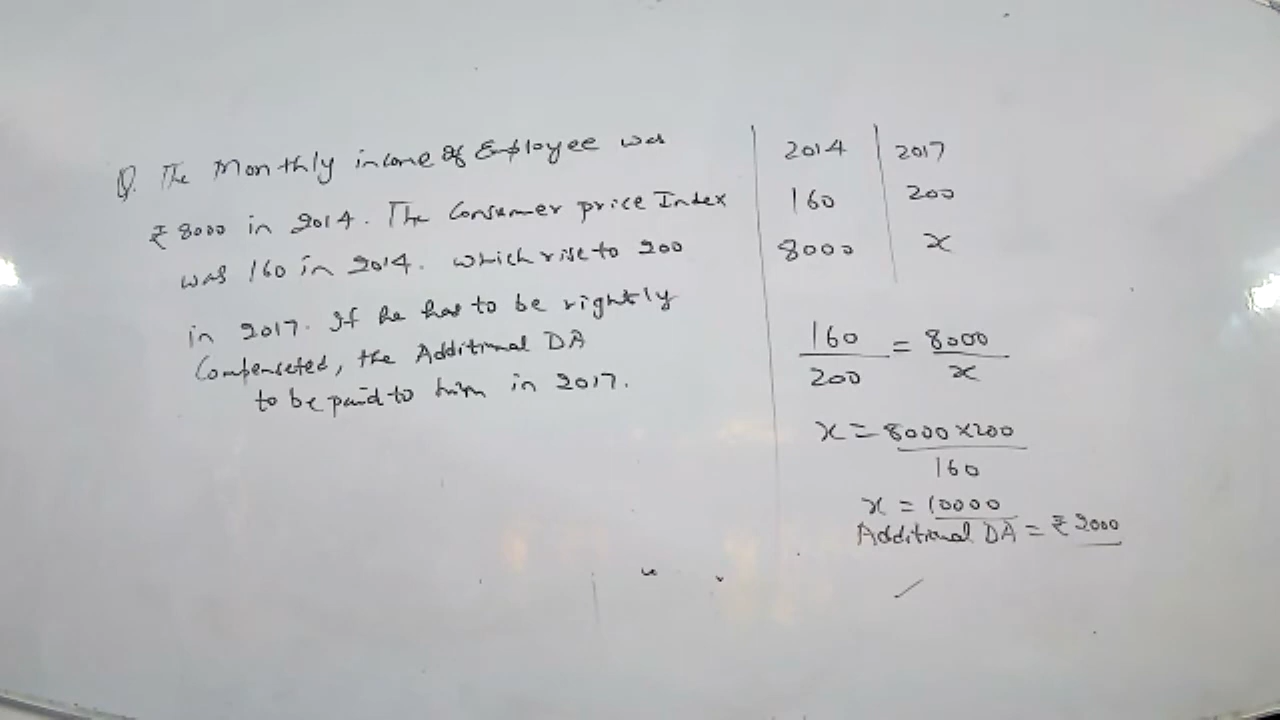 Q. The Monthly income of Employee was
₹ 8000 in 2014. The Consumer price Index
was 160 in 2014. which rise to 200
in 2017. If he has to be rightly
Compenseted, the Additional DA
to be paid to him in 2017.
2014 2017
160 200
8000 x
160/200 = 8000/x
x = 8000×200/160
x = 10000
Additional DA = ₹ 2000